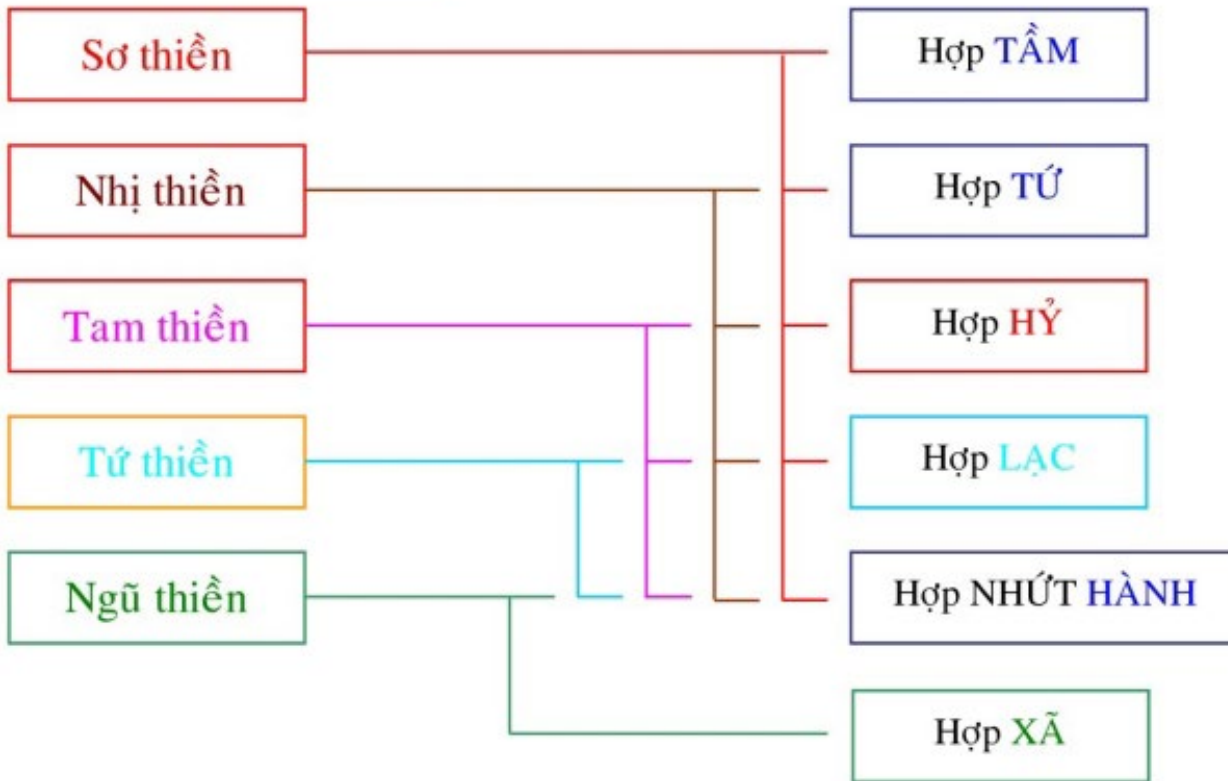 Sơ thiền
Hợp TẦM
Nhị thiền
Hợp TỨ
Tam thiền
Hợp HỶ
Tứ thiền
Hợp LẠC
Ngũ thiền
Hợp NHỨT HÀNH
Hợp XÃ